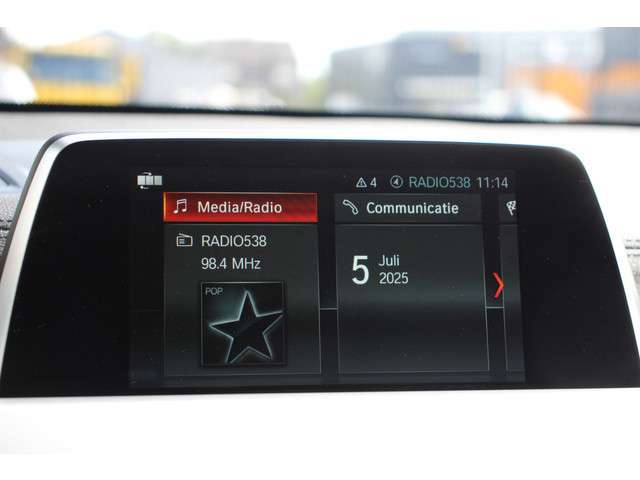 4 RADIO538 11:14
Media/Radio
RADIO538
98.4 MHz
POP
Communicatie
5 Juli
2025